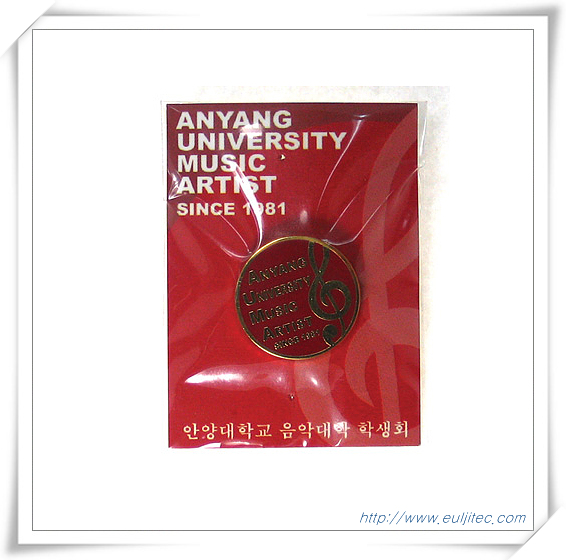 ANYANG
UNIVERSITY
MUSIC
ARTIST
SINCE 1981
ANYANG
UNIVERSITY
MUSIC
ARTIST
SINCE 1981
안양대학교 음악대학 학생회
http://www.euljitec.com